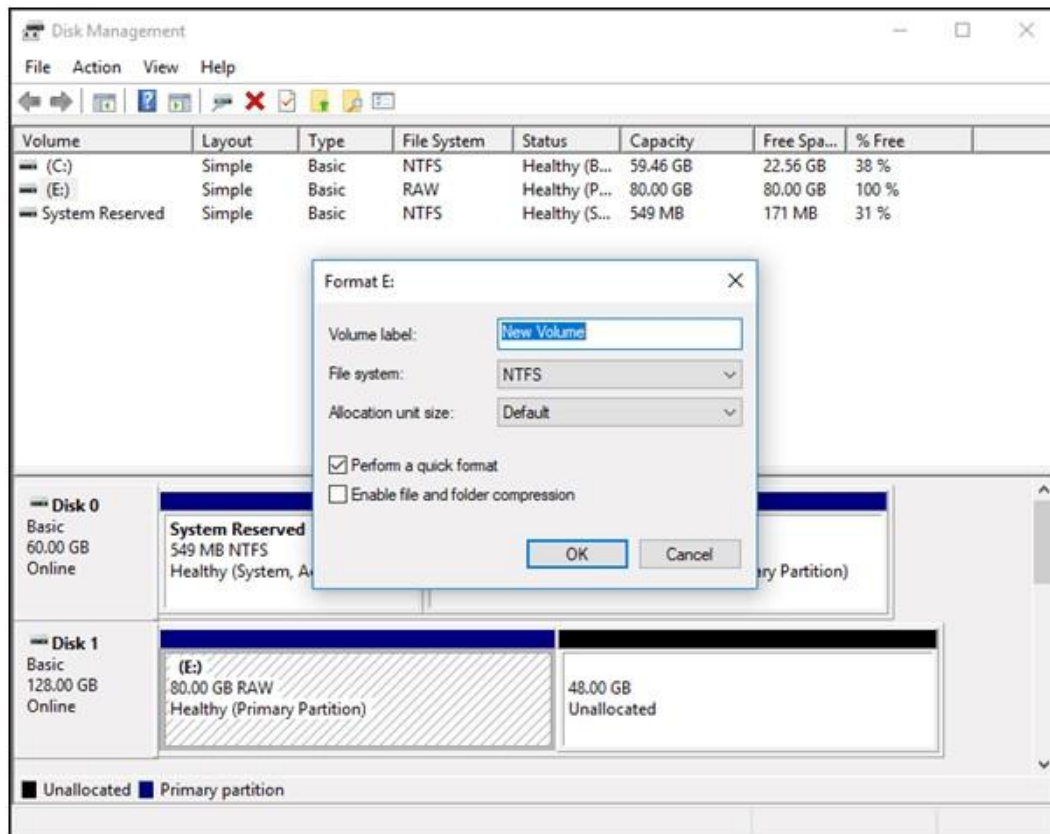 Disk Management
File Action View Help
Volume Layout Type File System Status Capacity Free Spa... % Free
(C:) Simple Basic NTFS Healthy (B... 59.46 GB 22.56 GB 38 %
(E:) Simple Basic RAW Healthy (P... 80.00 GB 80.00 GB 100 %
System Reserved Simple Basic NTFS Healthy (S... 549 MB 171 MB 31 %
Format E:
Volume label: New Volume
File system: NTFS
Allocation unit size: Default
Perform a quick format
Enable file and folder compression
OK Cancel
Disk 0
Basic
60.00 GB
Online
System Reserved
549 MB NTFS
Healthy (System, A
ry Partition)
Disk 1
Basic
128.00 GB
Online
(E:)
80.00 GB RAW
Healthy (Primary Partition)
48.00 GB
Unallocated
Unallocated Primary partition